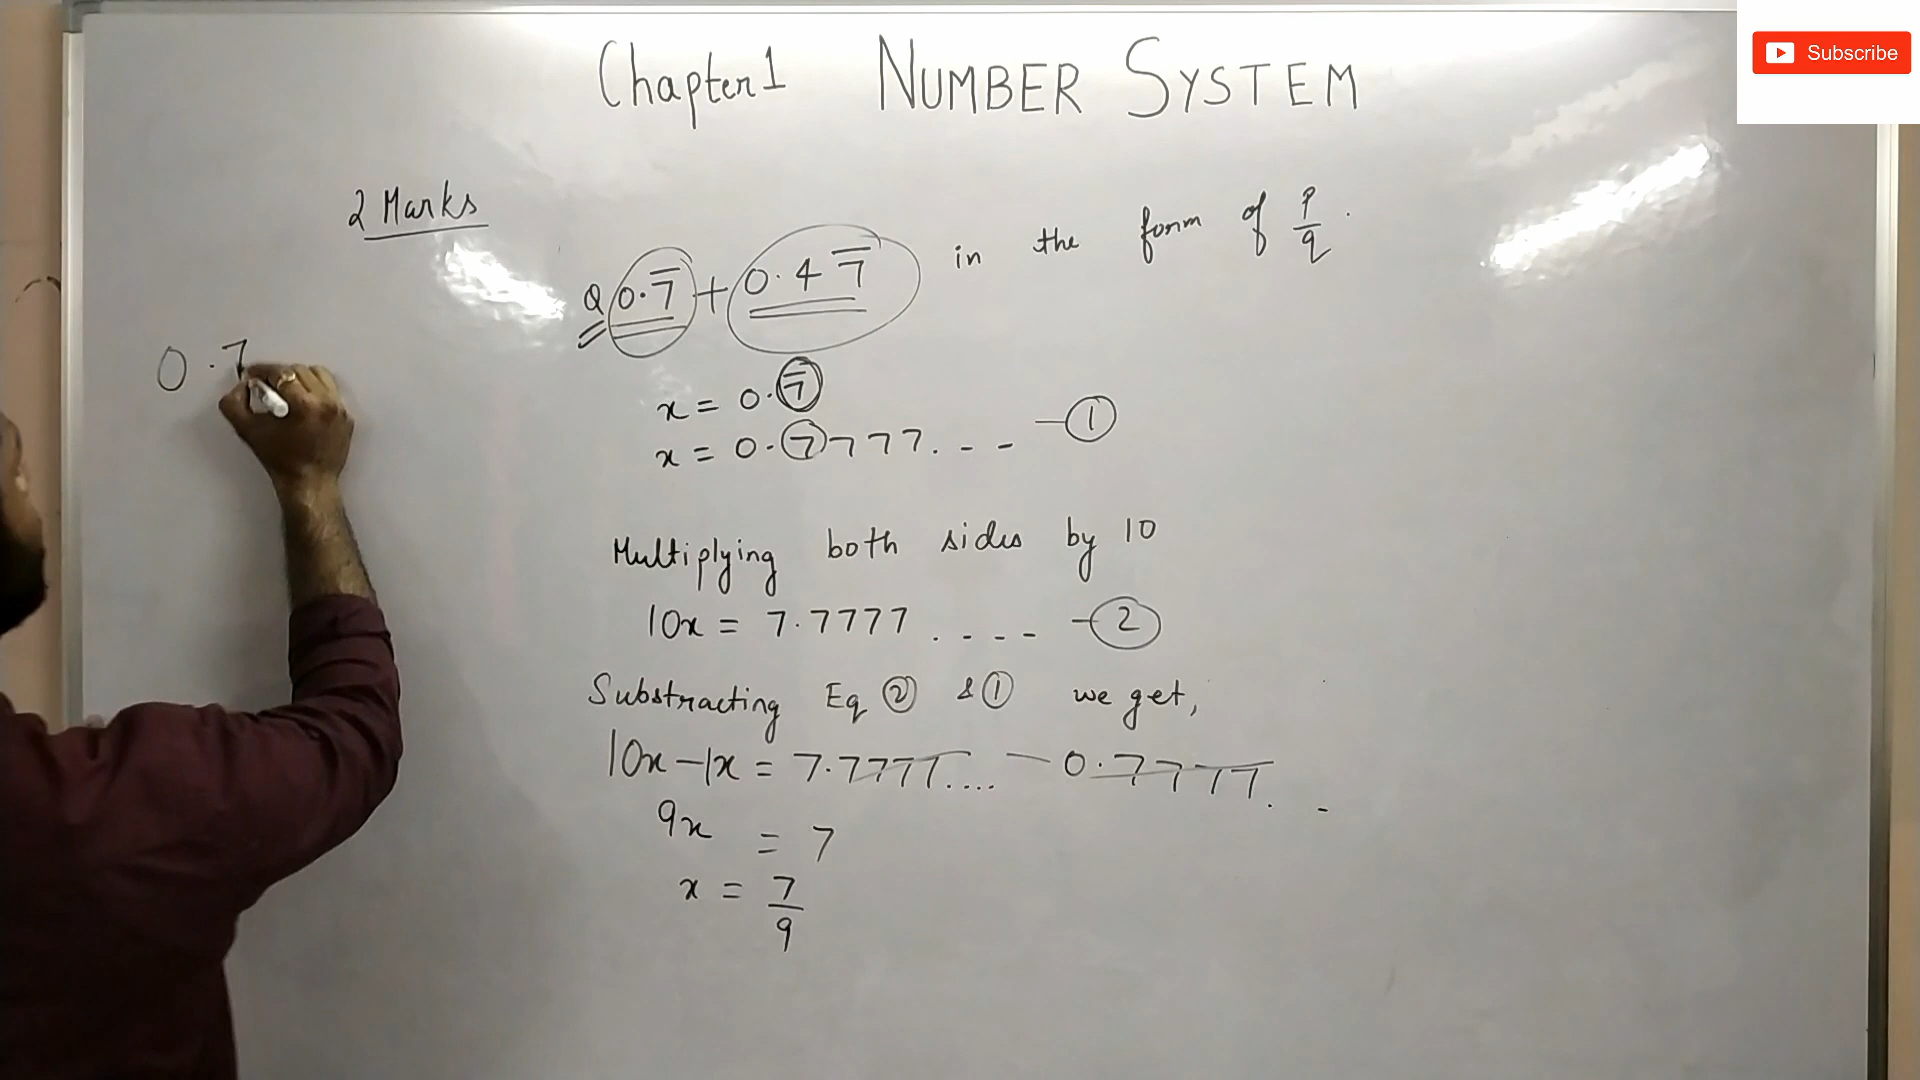 Chapter 1 NUMBER SYSTEM
Subscribe
2 Marks
Q 0.7̅ + 0.47̅ in the form of p/q.
0.7
x = 0.7̅
x = 0.7777. - - —①
Multiplying both sides by 10
10x = 7.7777 . - - - —②
Substracting Eq ② & ① we get,
10x - 1x = 7.7777.... — 0.7777. -
9x = 7
x = 7/9